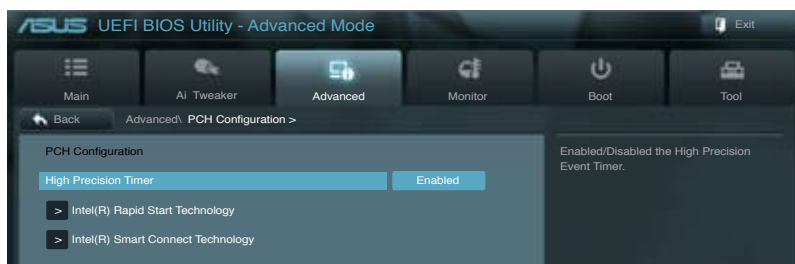 ASUS UEFI BIOS Utility - Advanced Mode
Exit
Main
Ai Tweaker
Advanced
Monitor
Boot
Tool
Back
Advanced\ PCH Configuration >
PCH Configuration
High Precision Timer
Enabled
> Intel(R) Rapid Start Technology
> Intel(R) Smart Connect Technology
Enabled/Disabled the High Precision
Event Timer.